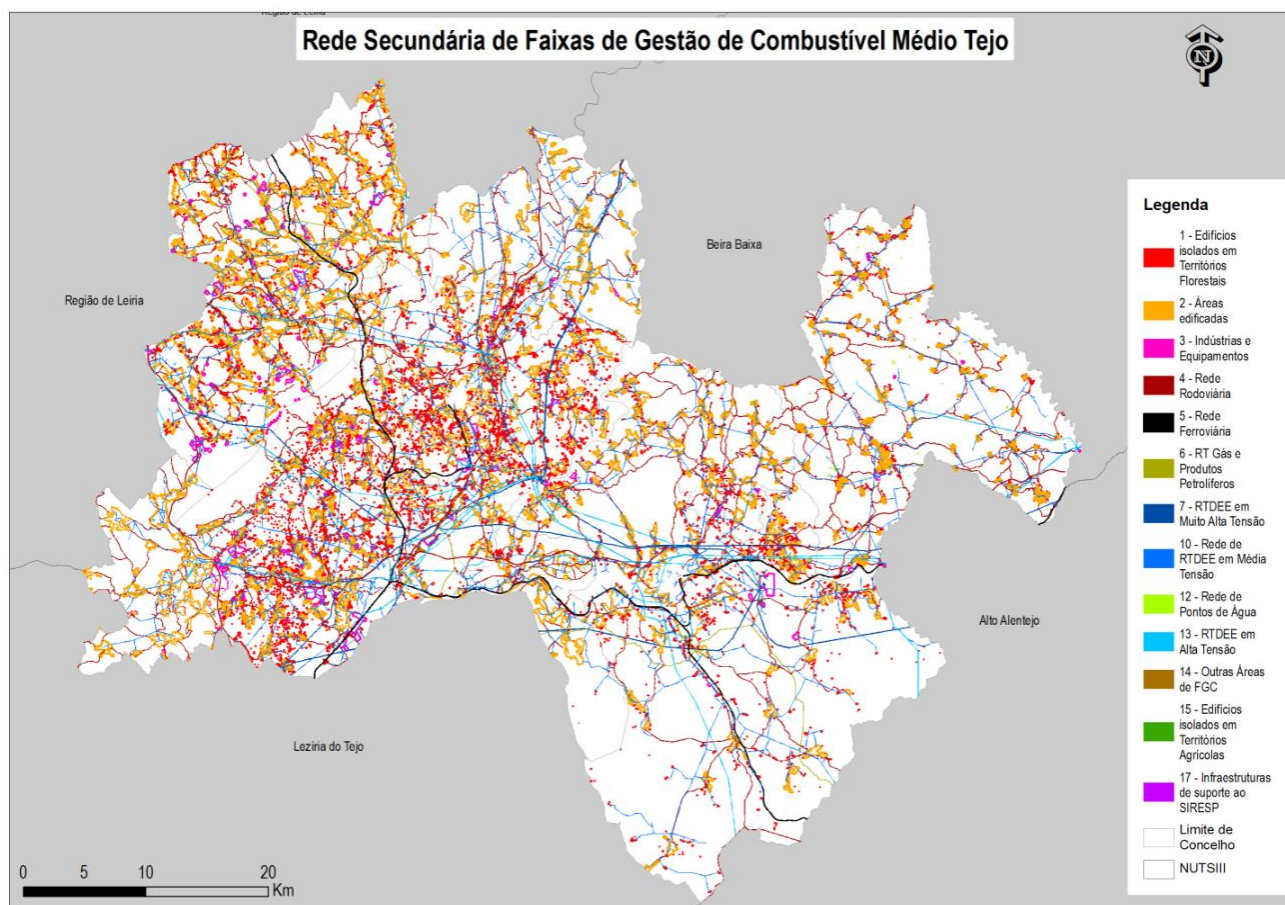 Região de Leiria
Rede Secundária de Faixas de Gestão de Combustível Médio Tejo
N
Beira Baixa
Região de Leiria
Alto Alentejo
Lezíria do Tejo
0 5 10 20
Km
Legenda
1 - Edifícios
isolados em
Territórios
Florestais
2 - Áreas
edificadas
3 - Indústrias e
Equipamentos
4 - Rede
Rodoviária
5 - Rede
Ferroviária
6 - RT Gás e
Produtos
Petrolíferos
7 - RTDEE em
Muito Alta Tensão
10 - Rede de
RTDEE em Média
Tensão
12 - Rede de
Pontos de Água
13 - RTDEE em
Alta Tensão
14 - Outras Áreas
de FGC
15 - Edifícios
isolados em
Territórios
Agrícolas
17 - Infraestruturas
de suporte ao
SIRESP
Limite de
Concelho
NUTSIII